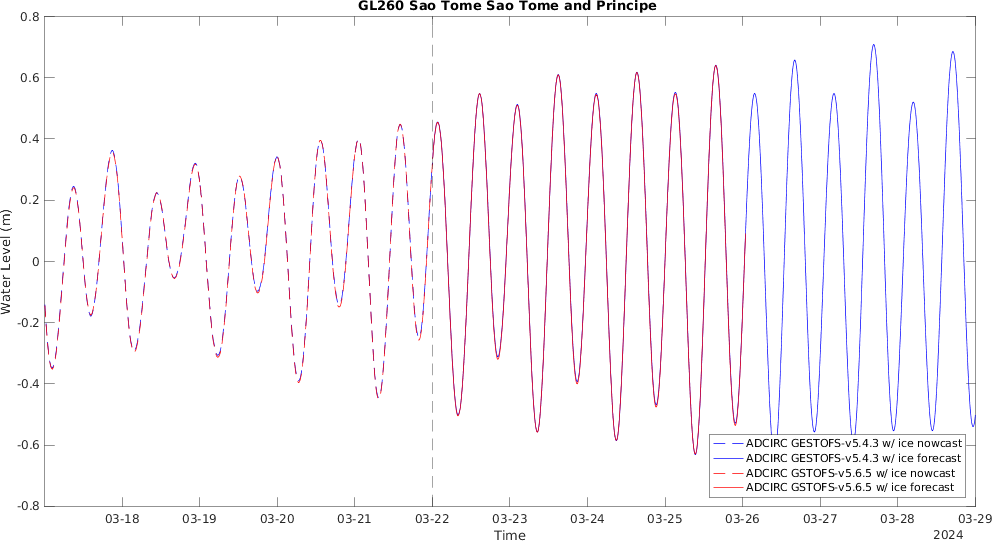 GL260 Sao Tome Sao Tome and Principe
0.8
0.6
0.4
0.2
0
-0.2
-0.4
-0.6
-0.8
Water Level (m)
ADCIRC GESTOFS-v5.4.3 w/ ice nowcast
ADCIRC GESTOFS-v5.4.3 w/ ice forecast
ADCIRC GSTOFS-v5.6.5 w/ ice nowcast
ADCIRC GSTOFS-v5.6.5 w/ ice forecast
03-18 03-19 03-20 03-21 03-22 03-23 03-24 03-25 03-26 03-27 03-28 03-29
Time
2024